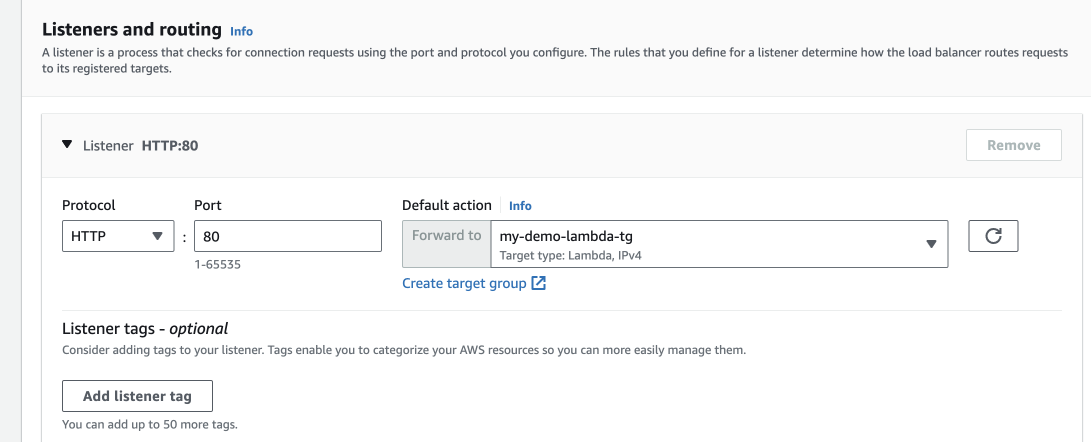 Listeners and routing Info
A listener is a process that checks for connection requests using the port and protocol you configure. The rules that you define for a listener determine how the load balancer routes requests
to its registered targets.
Listener HTTP:80
Remove
Protocol
Port
Default action Info
HTTP
:
80
Forward to
my-demo-lambda-tg
Target type: Lambda, IPv4
1-65535
Create target group
Listener tags - optional
Consider adding tags to your listener. Tags enable you to categorize your AWS resources so you can more easily manage them.
Add listener tag
You can add up to 50 more tags.